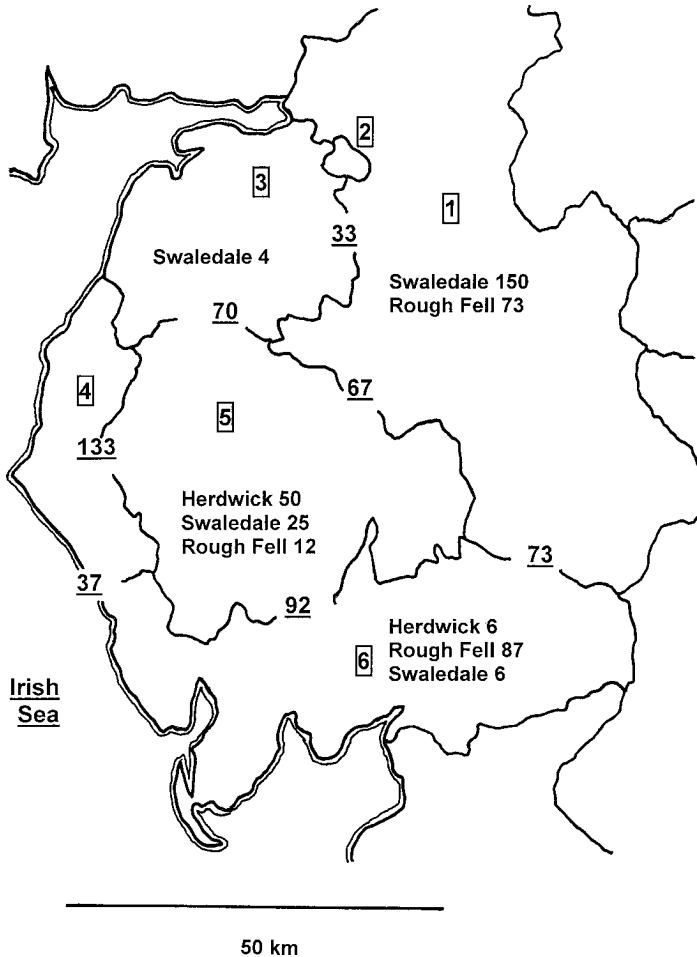 2
3
1
33
Swaledale 4
Swaledale 150
Rough Fell 73
70
4
67
5
133
Herdwick 50
Swaledale 25
Rough Fell 12
73
37
92
Herdwick 6
Rough Fell 87
Swaledale 6
6
Irish
Sea
50 km